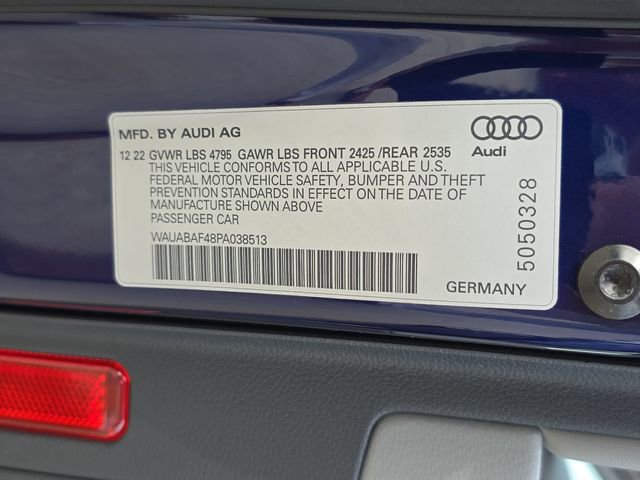 MFD. BY AUDI AG
Audi
12 22 GVWR LBS 4795 GAWR LBS FRONT 2425 /REAR 2535
THIS VEHICLE CONFORMS TO ALL APPLICABLE U.S.
FEDERAL MOTOR VEHICLE SAFETY, BUMPER AND THEFT
PREVENTION STANDARDS IN EFFECT ON THE DATE OF
MANUFACTURE SHOWN ABOVE
PASSENGER CAR
WAUABAF48PA038513
GERMANY
5050328